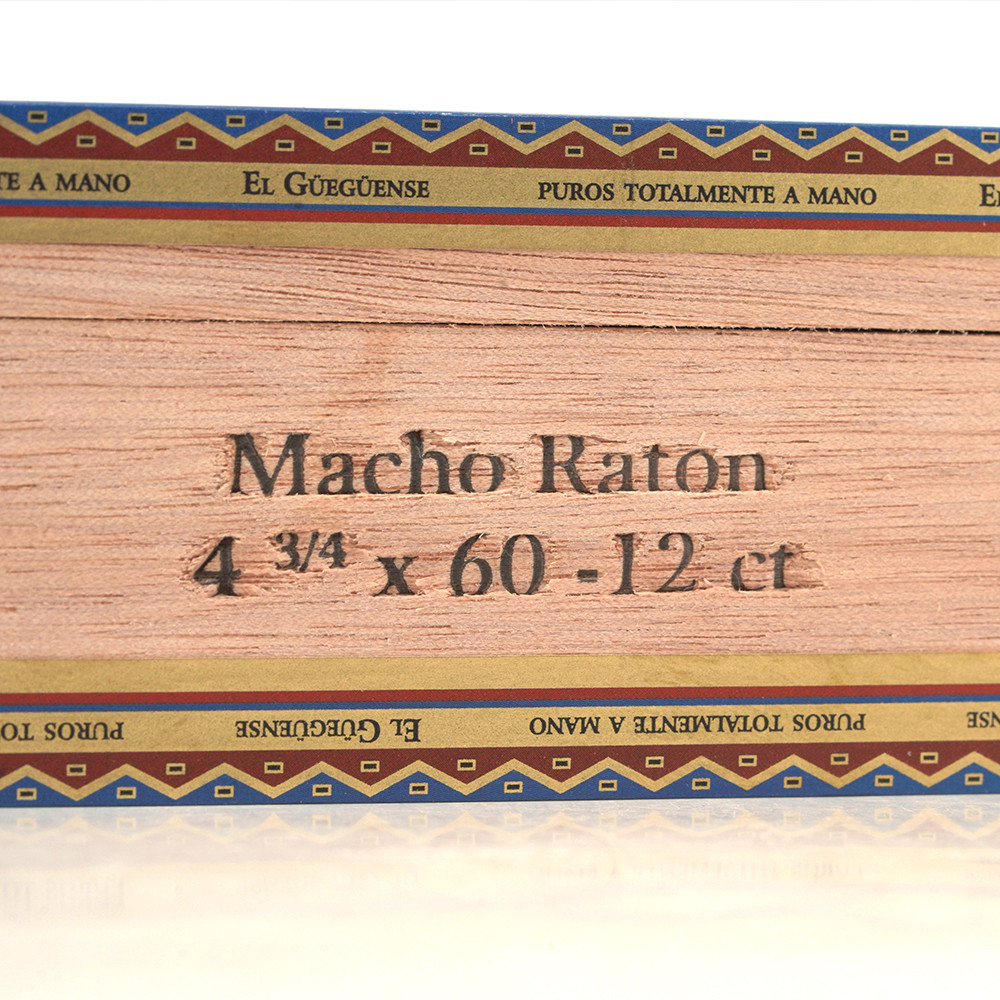 TE A MANO EL GÜEGÜENSE PUROS TOTALMENTE A MANO
Macho Raton
4 3/4 x 60 -12 ct
PUROS TOTALMENTE A MANO EL GÜEGÜENSE PUROS TO